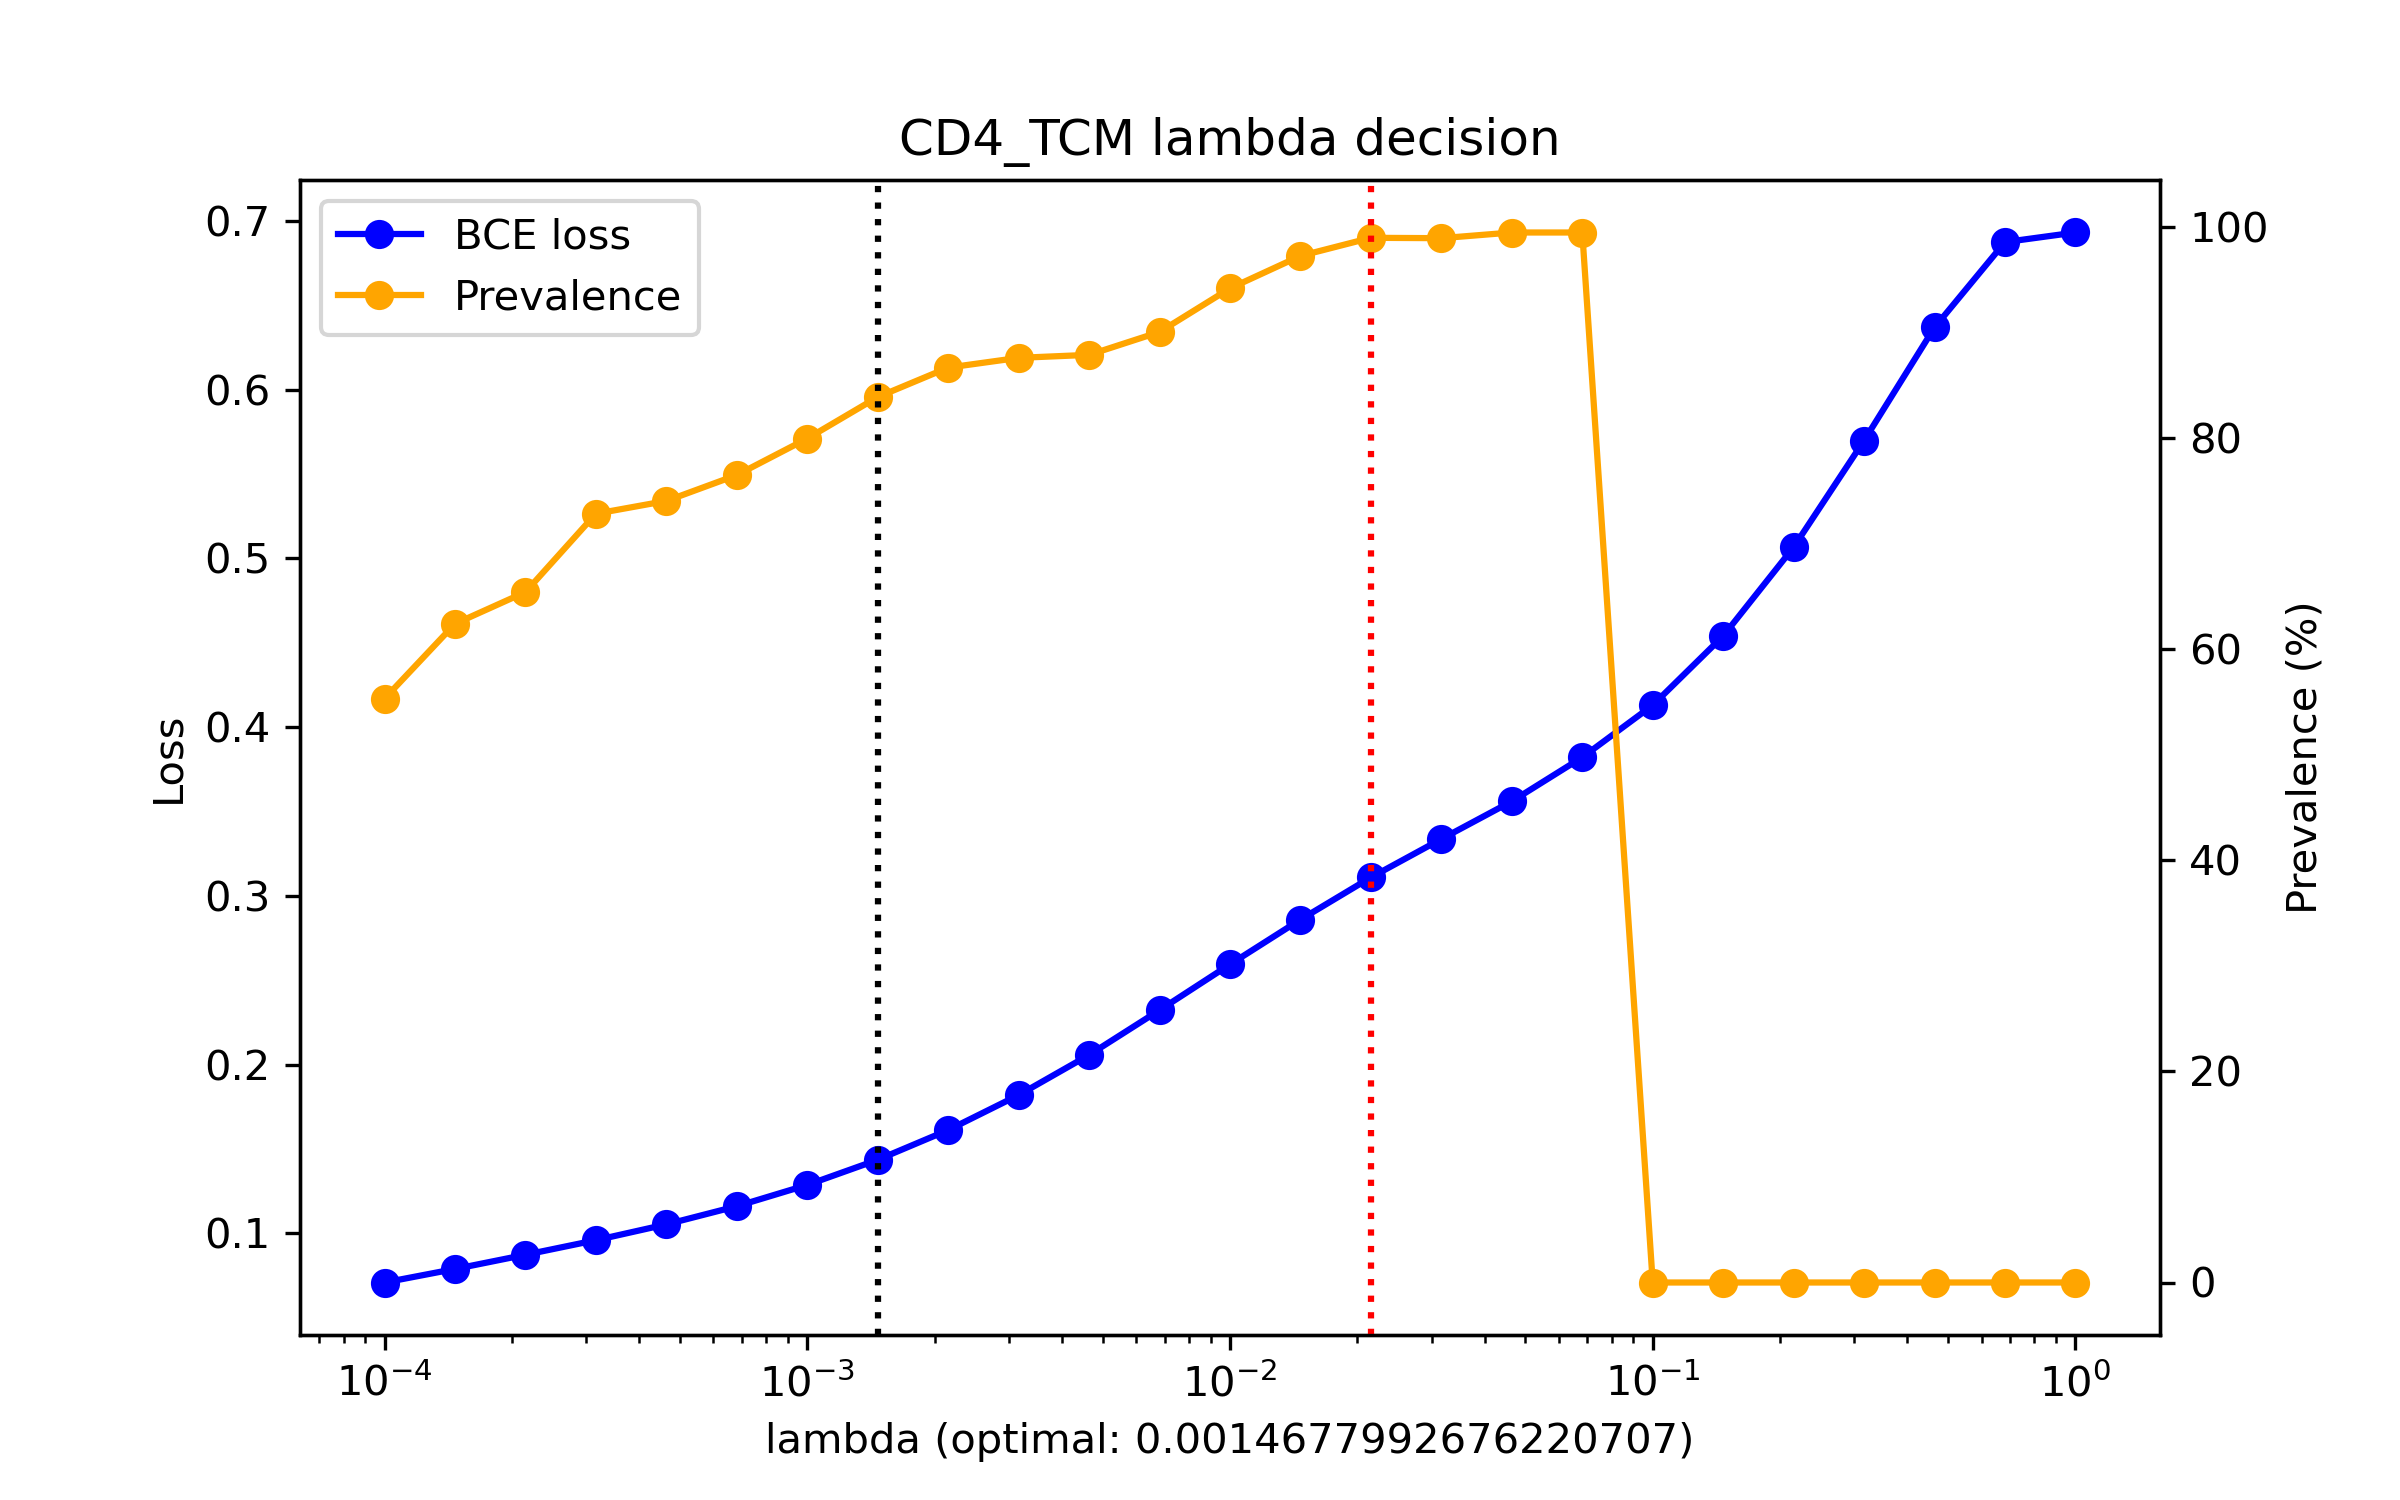 CD4_TCM lambda decision
BCE loss
Prevalence
0.7
0.6
0.5
0.4
0.3
0.2
0.1
Loss
100
80
60
40
20
0
Prevalence (%)
10⁻⁴ 10⁻³ 10⁻² 10⁻¹ 10⁰
lambda (optimal: 0.0014677992676220707)